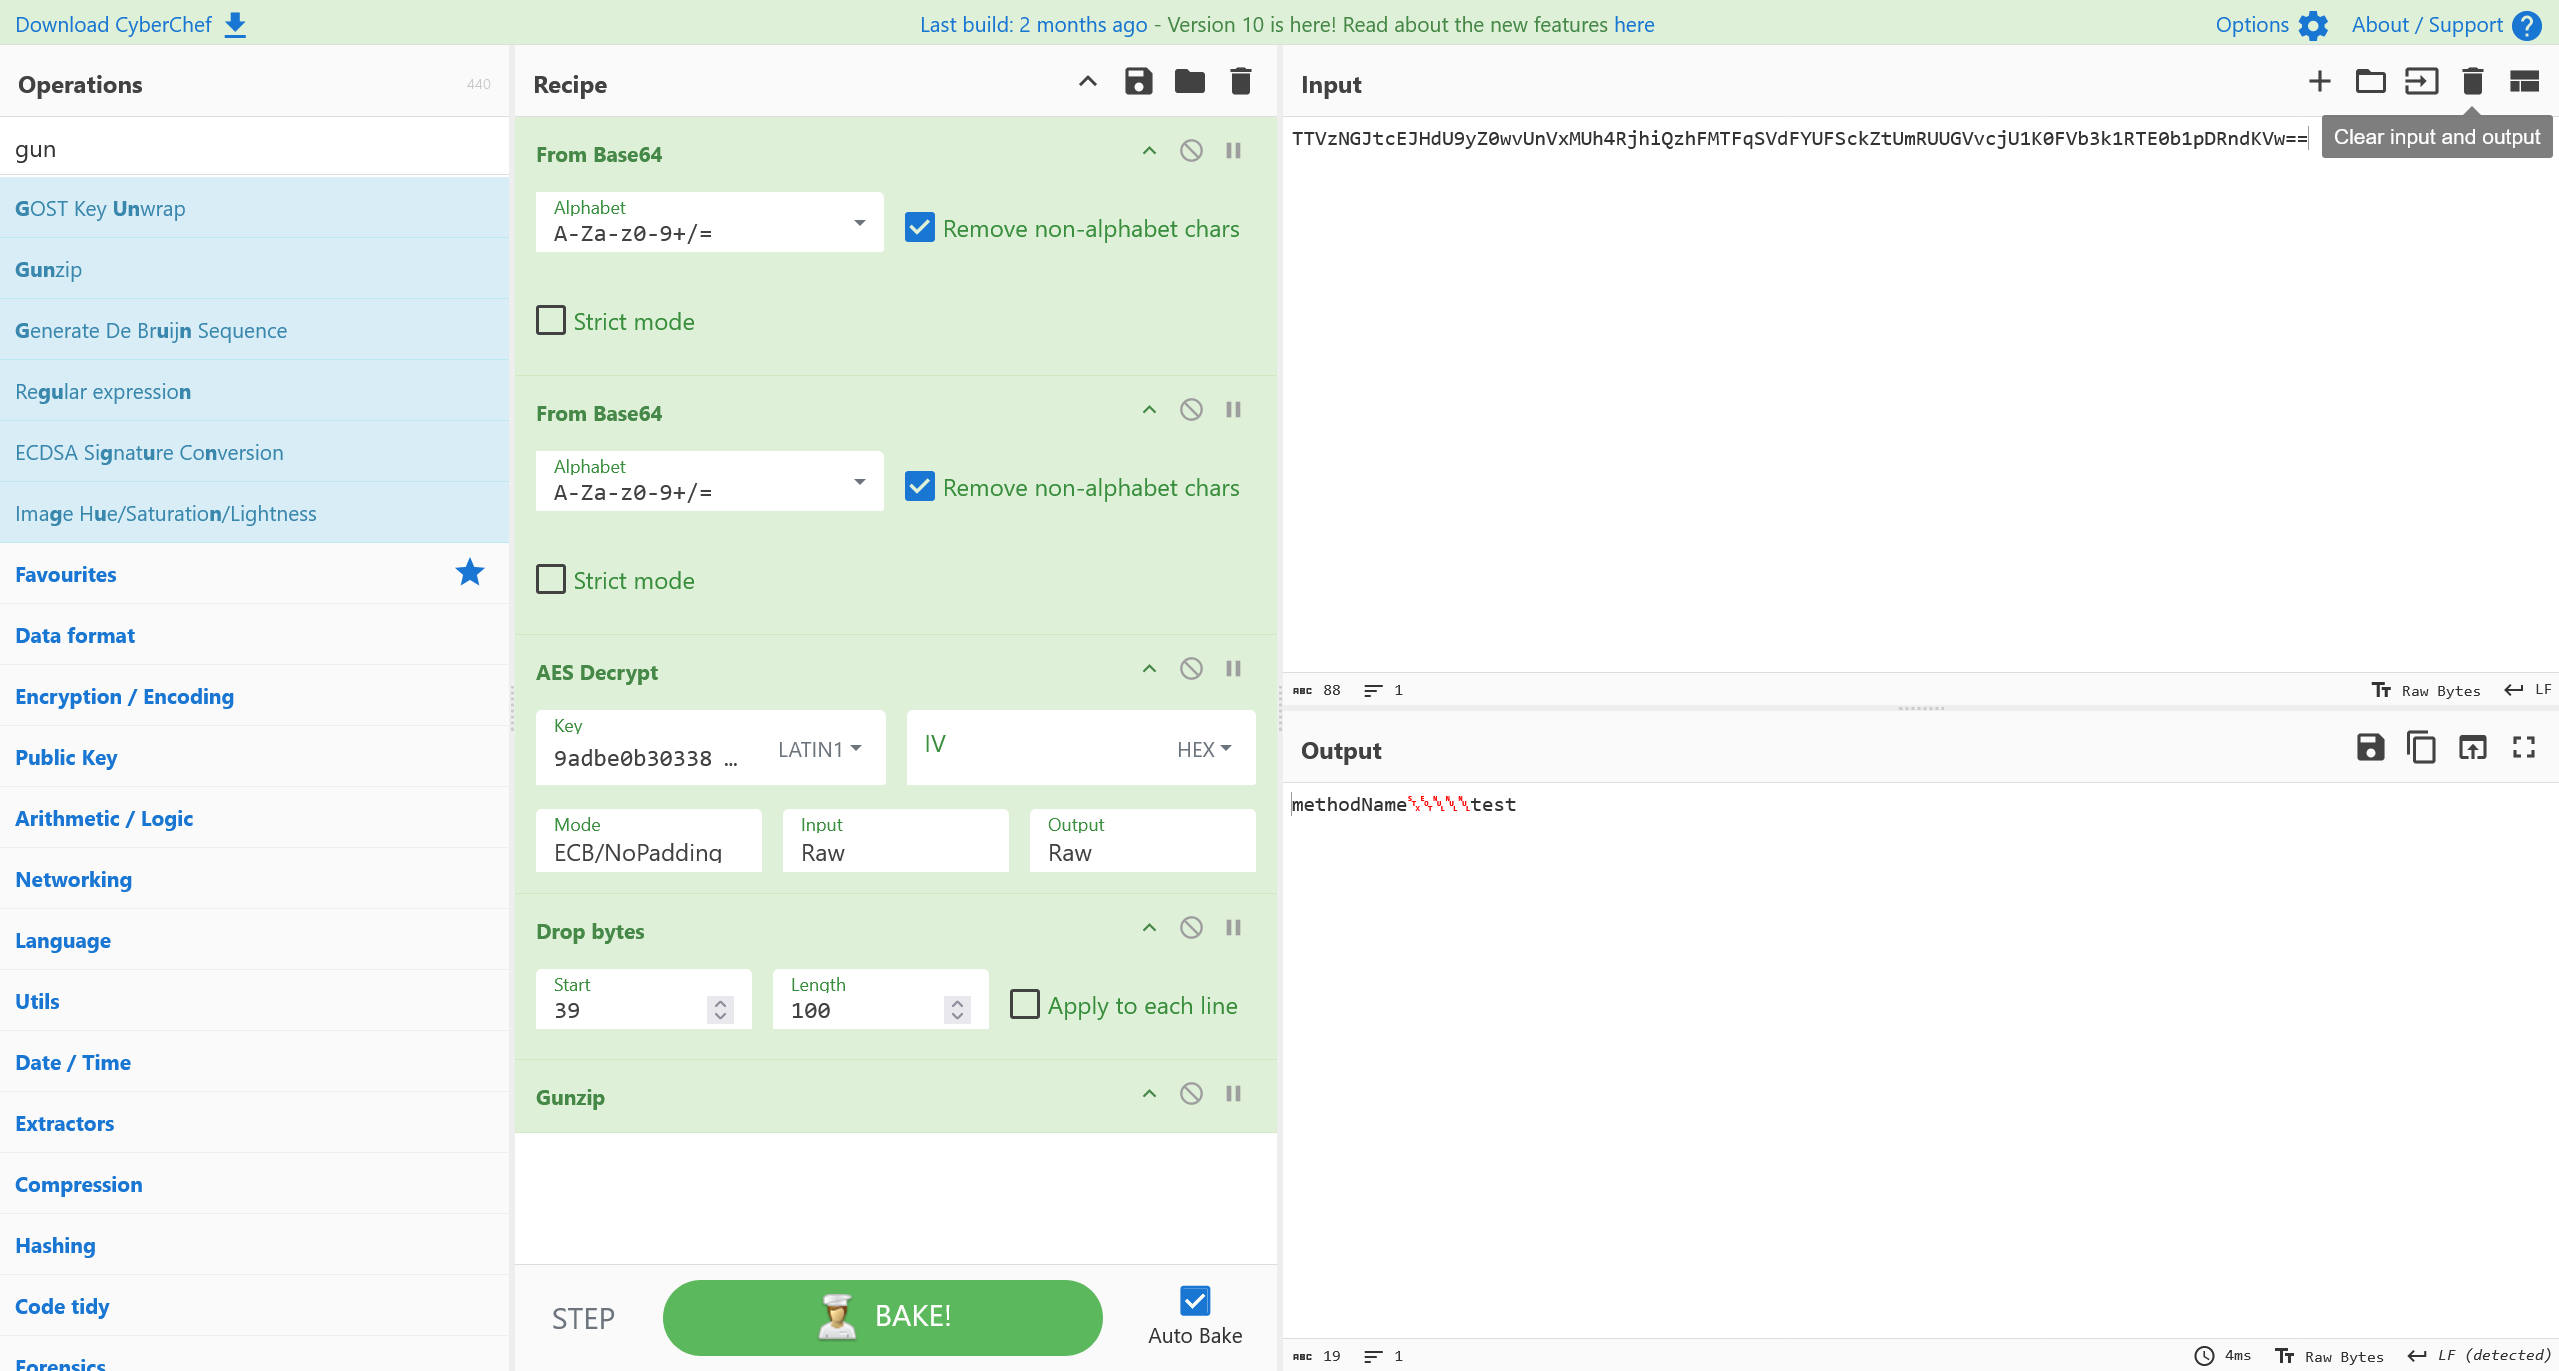 Download CyberChef
Last build: 2 months ago - Version 10 is here! Read about the new features here
Options
About / Support
Operations
440
gun
GOST Key Unwrap
Gunzip
Generate De Bruijn Sequence
Regular expression
ECDSA Signature Conversion
Image Hue/Saturation/Lightness
Favourites
Data format
Encryption / Encoding
Public Key
Arithmetic / Logic
Networking
Language
Utils
Date / Time
Extractors
Compression
Hashing
Code tidy
Forensics
Recipe
From Base64
Alphabet
A-Za-z0-9+/=
Remove non-alphabet chars
Strict mode
From Base64
Alphabet
A-Za-z0-9+/=
Remove non-alphabet chars
Strict mode
AES Decrypt
Key
9adbe0b30338 …
LATIN1
IV
HEX
Mode
ECB/NoPadding
Input
Raw
Output
Raw
Drop bytes
Start
39
Length
100
Apply to each line
Gunzip
STEP
BAKE!
Auto Bake
Input
TTVzNGJtcEJHdU9yZ0wvUnVxMUh4RjhiQzhFMTFqSVdFYUFSckZtUmRUUGVvcjU1K0FVb3k1RTE0b1pDRndKVw==
Clear input and output
ABC 88
1
Raw Bytes
LF
Output
methodName␂␄␀␀␀test
ABC 19
1
4ms
Raw Bytes
LF (detected)